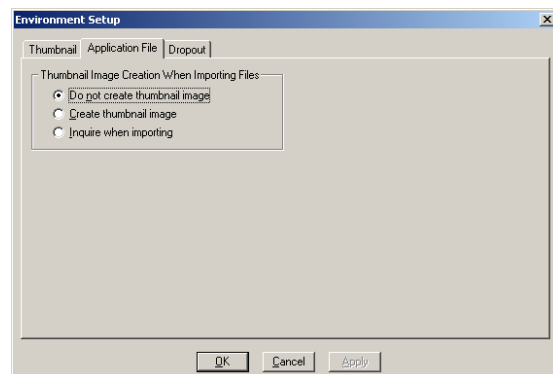 Environment Setup
Thumbnail Application File Dropout
Thumbnail Image Creation When Importing Files
Do not create thumbnail image
Create thumbnail image
Inquire when importing
OK Cancel Apply